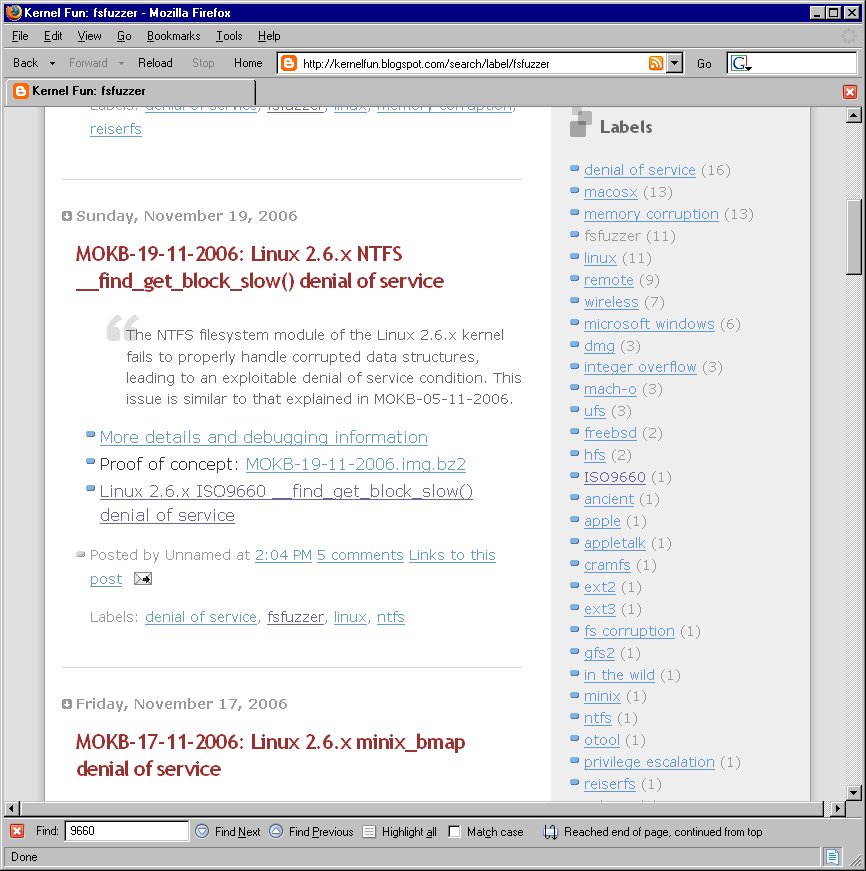 Kernel Fun: fsfuzzer - Mozilla Firefox
File Edit View Go Bookmarks Tools Help
Back Forward Reload Stop Home http://kernelfun.blogspot.com/search/label/fsfuzzer Go G
Kernel Fun: fsfuzzer
Labels: denial of service, fsfuzzer, linux, memory corruption,
reiserfs
Sunday, November 19, 2006
MOKB-19-11-2006: Linux 2.6.x NTFS
__find_get_block_slow() denial of service
The NTFS filesystem module of the Linux 2.6.x kernel
fails to properly handle corrupted data structures,
leading to an exploitable denial of service condition. This
issue is similar to that explained in MOKB-05-11-2006.
More details and debugging information
Proof of concept: MOKB-19-11-2006.img.bz2
Linux 2.6.x ISO9660 __find_get_block_slow()
denial of service
Posted by Unnamed at 2:04 PM 5 comments Links to this
post
Labels: denial of service, fsfuzzer, linux, ntfs
Friday, November 17, 2006
MOKB-17-11-2006: Linux 2.6.x minix_bmap
denial of service
Labels
denial of service (16)
macosx (13)
memory corruption (13)
fsfuzzer (11)
linux (11)
remote (9)
wireless (7)
microsoft windows (6)
dmg (3)
integer overflow (3)
mach-o (3)
ufs (3)
freebsd (2)
hfs (2)
ISO9660 (1)
ancient (1)
apple (1)
appletalk (1)
cramfs (1)
ext2 (1)
ext3 (1)
fs corruption (1)
gfs2 (1)
in the wild (1)
minix (1)
ntfs (1)
otool (1)
privilege escalation (1)
reiserfs (1)
Find: 9660 Find Next Find Previous Highlight all Match case Reached end of page, continued from top
Done